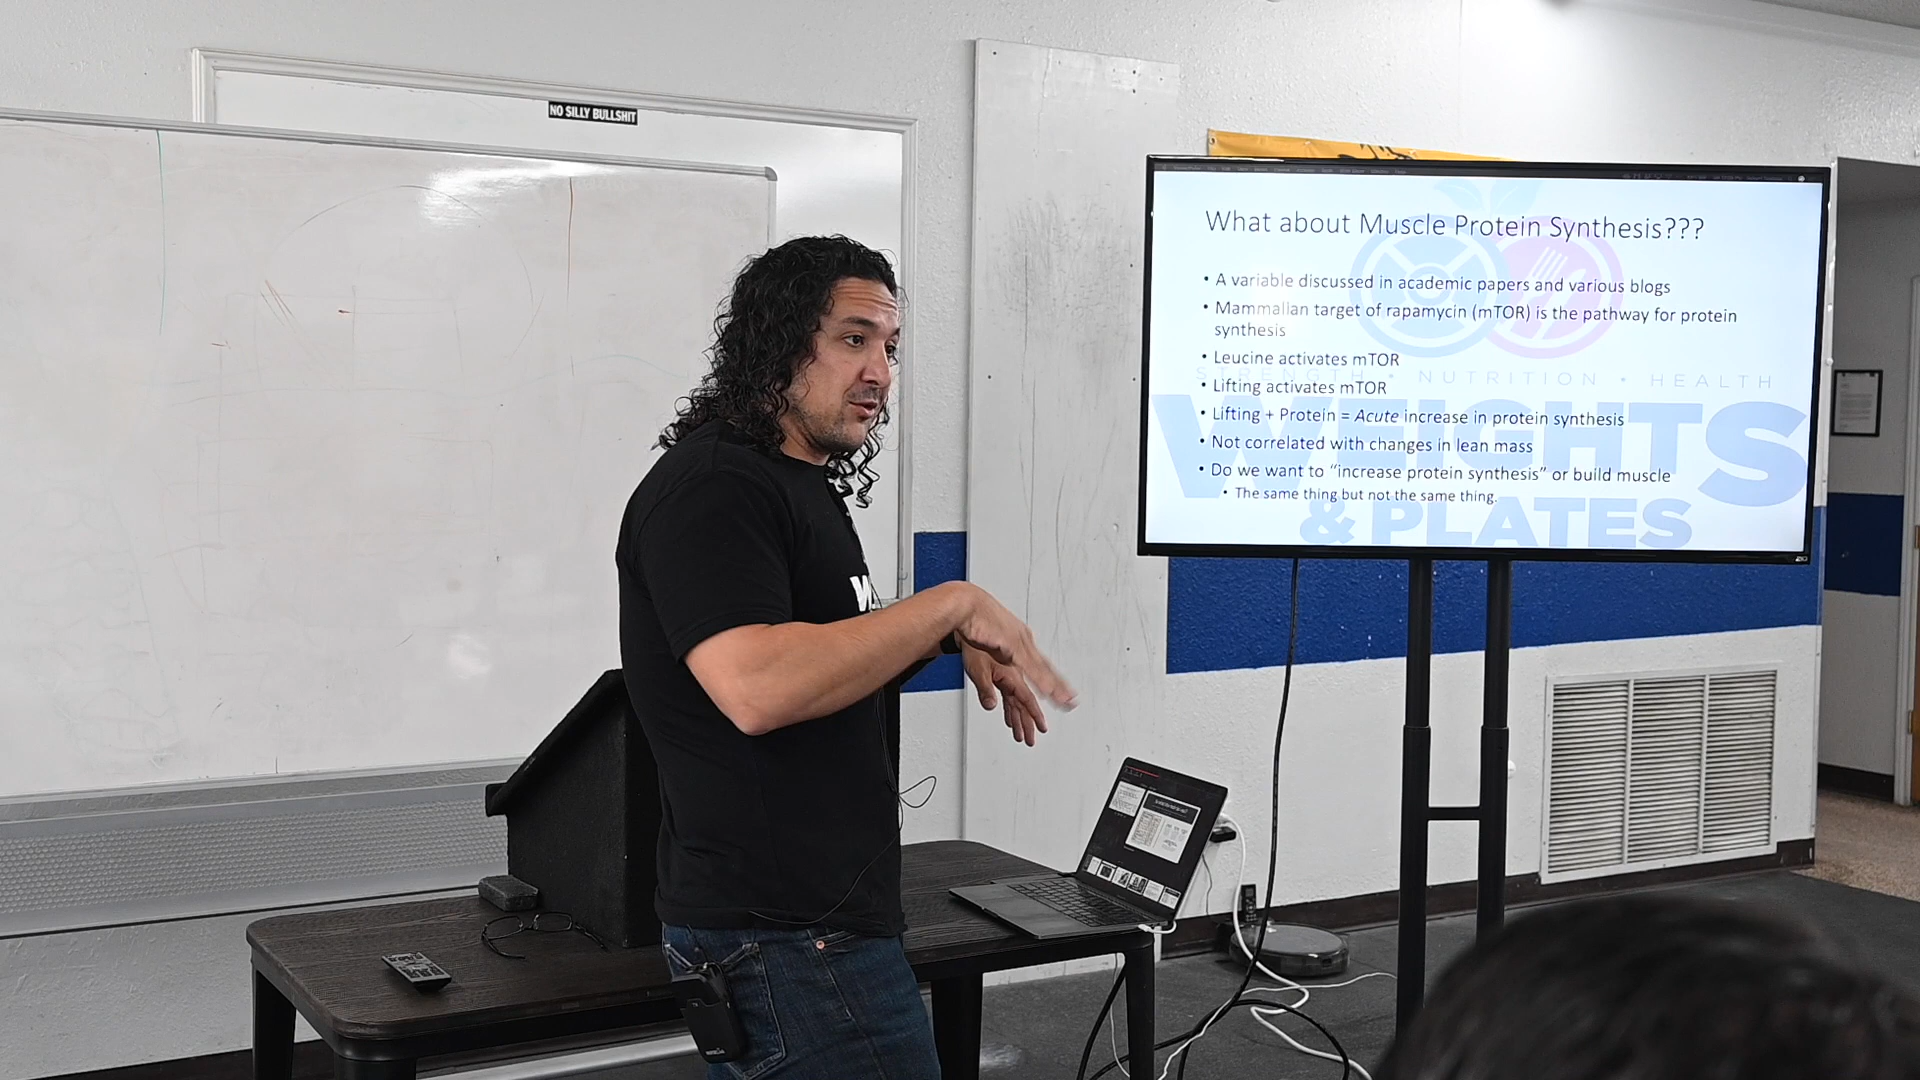 NO SILLY BULLSHIT
What about Muscle Protein Synthesis???
• A variable discussed in academic papers and various blogs
• Mammalian target of rapamycin (mTOR) is the pathway for protein
synthesis
• Leucine activates mTOR
STRENGTH • NUTRITION • HEALTH
• Lifting activates mTOR
• Lifting + Protein = Acute increase in protein synthesis
WEIGHTS
• Not correlated with changes in lean mass
• Do we want to “increase protein synthesis” or build muscle
• The same thing but not the same thing.
& PLATES